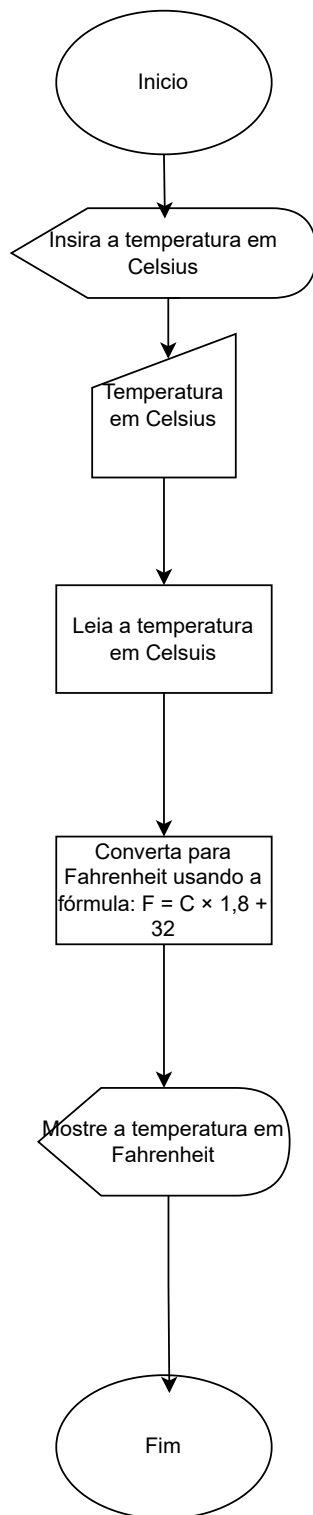 Inicio
Insira a temperatura em
Celsius
Temperatura
em Celsius
Leia a temperatura
em Celsuis
Converta para
Fahrenheit usando a
fórmula: F = C × 1,8 +
32
Mostre a temperatura em
Fahrenheit
Fim